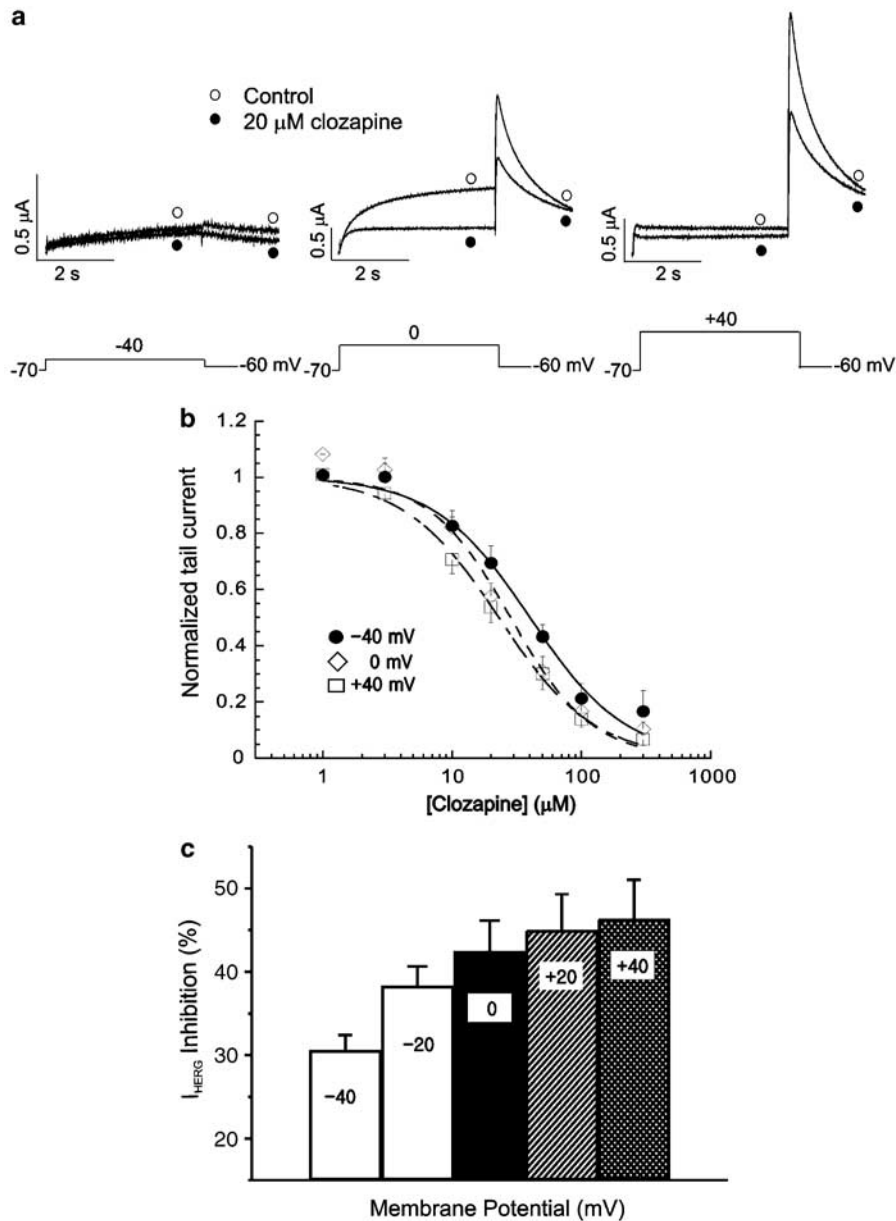 a
Control
20 μM clozapine
0.5 μA
2 s
0.5 μA
2 s
0.5 μA
2 s
-40
-70
-60 mV
0
-70
-60 mV
+40
-70
-60 mV
b
1.2
1
0.8
0.6
0.4
0.2
0
Normalized tail current
−40 mV
0 mV
+40 mV
1
10
100
1000
[Clozapine] (μM)
c
50
40
30
20
IHERG Inhibition (%)
−40
−20
0
+20
+40
Membrane Potential (mV)